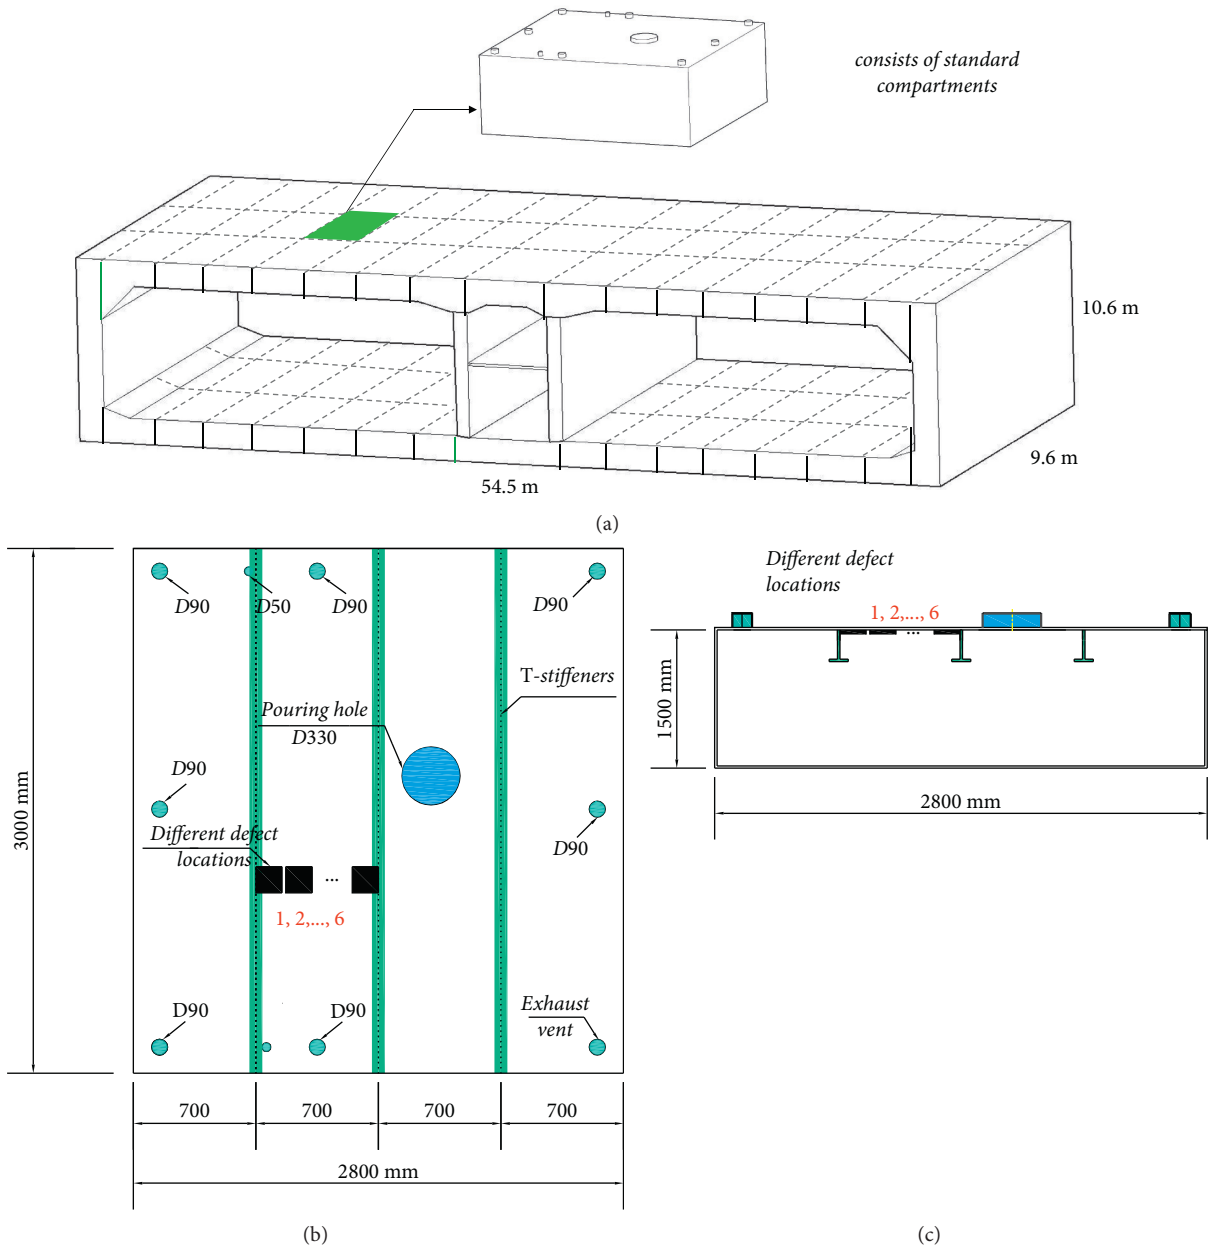 consists of standard
compartments
10.6 m
9.6 m
54.5 m
(a)
D90
D50
D90
D90
T-stiffeners
Pouring hole
D330
D90
D90
Different defect
locations
...
1, 2,..., 6
D90
D90
Exhaust
vent
3000 mm
700
700
700
700
2800 mm
(b)
Different defect
locations
1, 2,..., 6
...
1500 mm
2800 mm
(c)